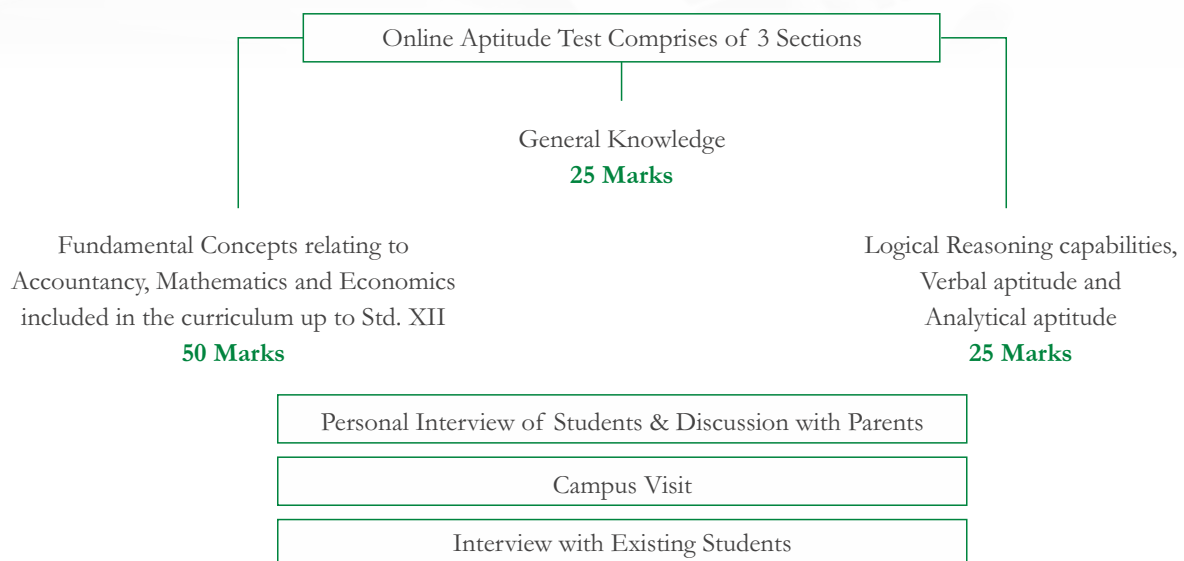 Online Aptitude Test Comprises of 3 Sections
General Knowledge
25 Marks
Fundamental Concepts relating to
Accountancy, Mathematics and Economics
included in the curriculum up to Std. XII
50 Marks
Logical Reasoning capabilities,
Verbal aptitude and
Analytical aptitude
25 Marks
Personal Interview of Students & Discussion with Parents
Campus Visit
Interview with Existing Students